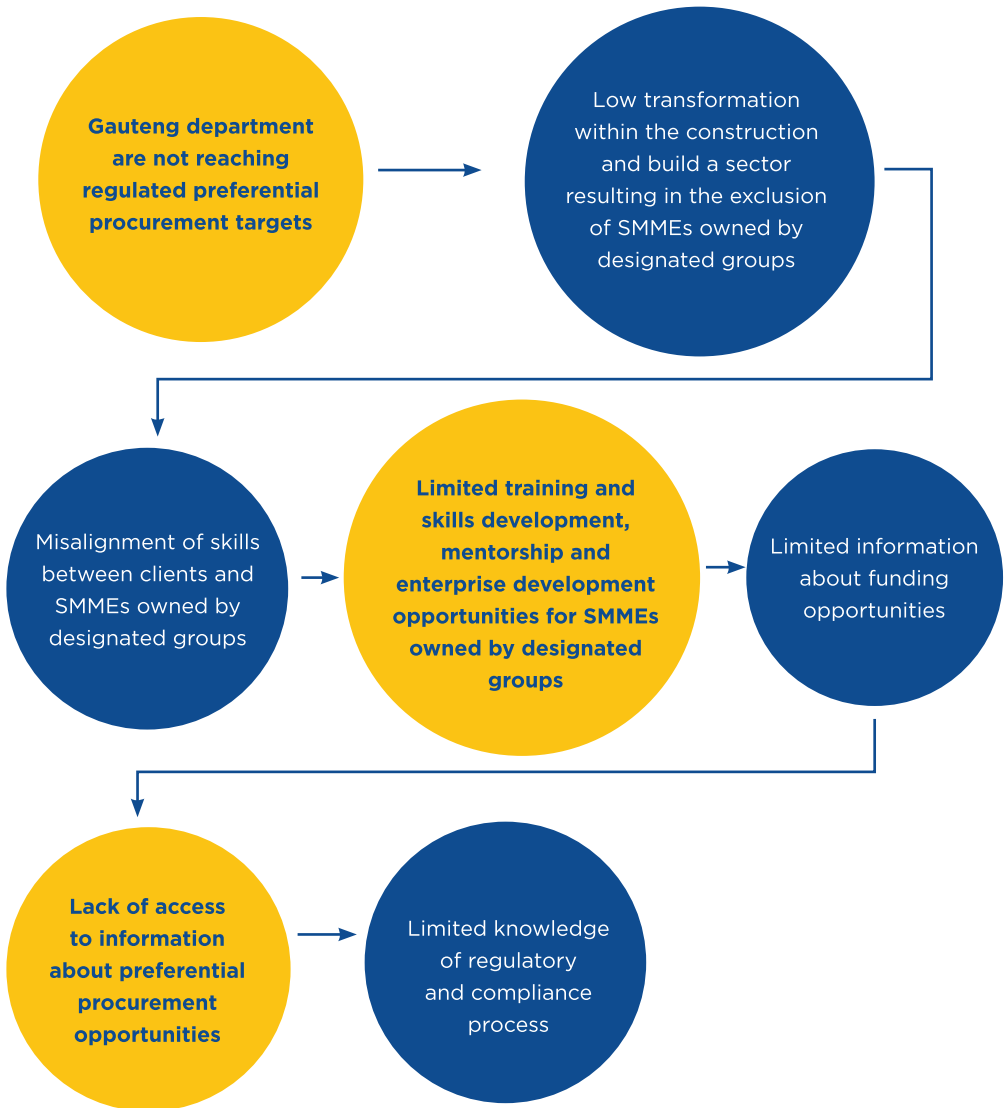 Gauteng department
are not reaching
regulated preferential
procurement targets
Low transformation
within the construction
and build a sector
resulting in the exclusion
of SMMEs owned by
designated groups
Misalignment of skills
between clients and
SMMEs owned by
designated groups
Limited training and
skills development,
mentorship and
enterprise development
opportunities for SMMEs
owned by designated
groups
Limited information
about funding
opportunities
Lack of access
to information
about preferential
procurement
opportunities
Limited knowledge
of regulatory
and compliance
process